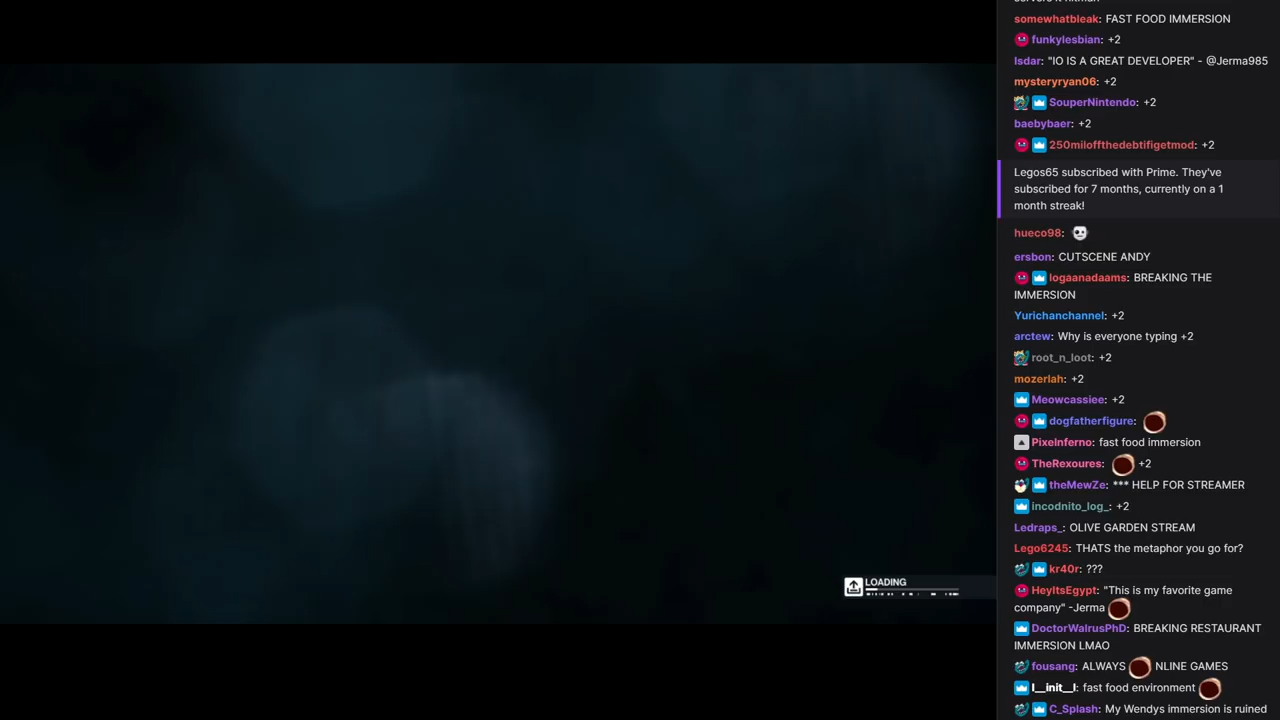 somewhatbleak: FAST FOOD IMMERSION
funkylesbian: +2
lsdar: "IO IS A GREAT DEVELOPER" - @Jerma985
mysteryryan06: +2
SouperNintendo: +2
baebybaer: +2
250miloffthedebtifigetmod: +2
Legos65 subscribed with Prime. They've
subscribed for 7 months, currently on a 1
month streak!
hueco98:
ersbon: CUTSCENE ANDY
logaanadaams: BREAKING THE
IMMERSION
Yurichanchannel: +2
arctew: Why is everyone typing +2
root_n_loot: +2
mozerlah: +2
Meowcassiee: +2
dogfatherfigure:
PixeInferno: fast food immersion
TheRexoures: +2
theMewZe: *** HELP FOR STREAMER
incodnito_log_: +2
Ledraps_: OLIVE GARDEN STREAM
Lego6245: THATS the metaphor you go for?
kr40r: ???
HeyItsEgypt: "This is my favorite game
company" -Jerma
DoctorWalrusPhD: BREAKING RESTAURANT
IMMERSION LMAO
fousang: ALWAYS NLINE GAMES
l__init__l: fast food environment
C_Splash: My Wendys immersion is ruined
LOADING